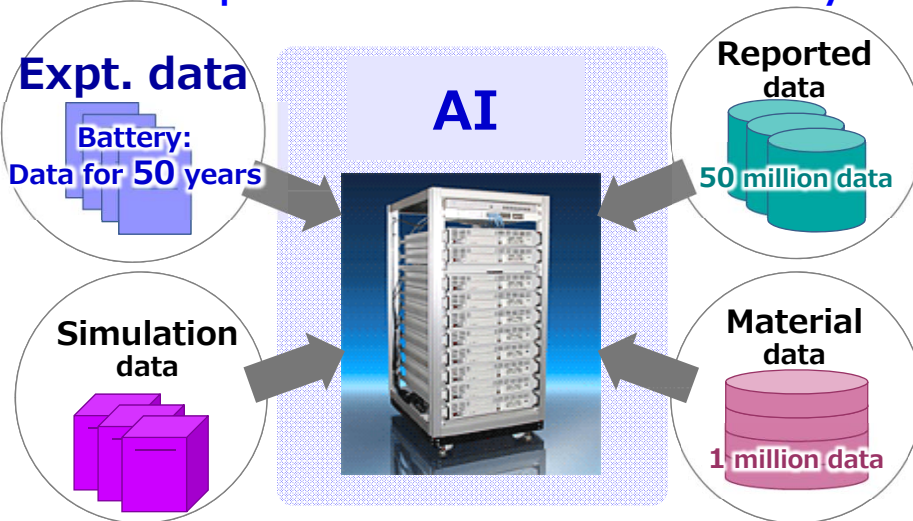 Expt. data
Battery:
Data for 50 years
AI
Reported
data
50 million data
Simulation
data
Material
data
1 million data